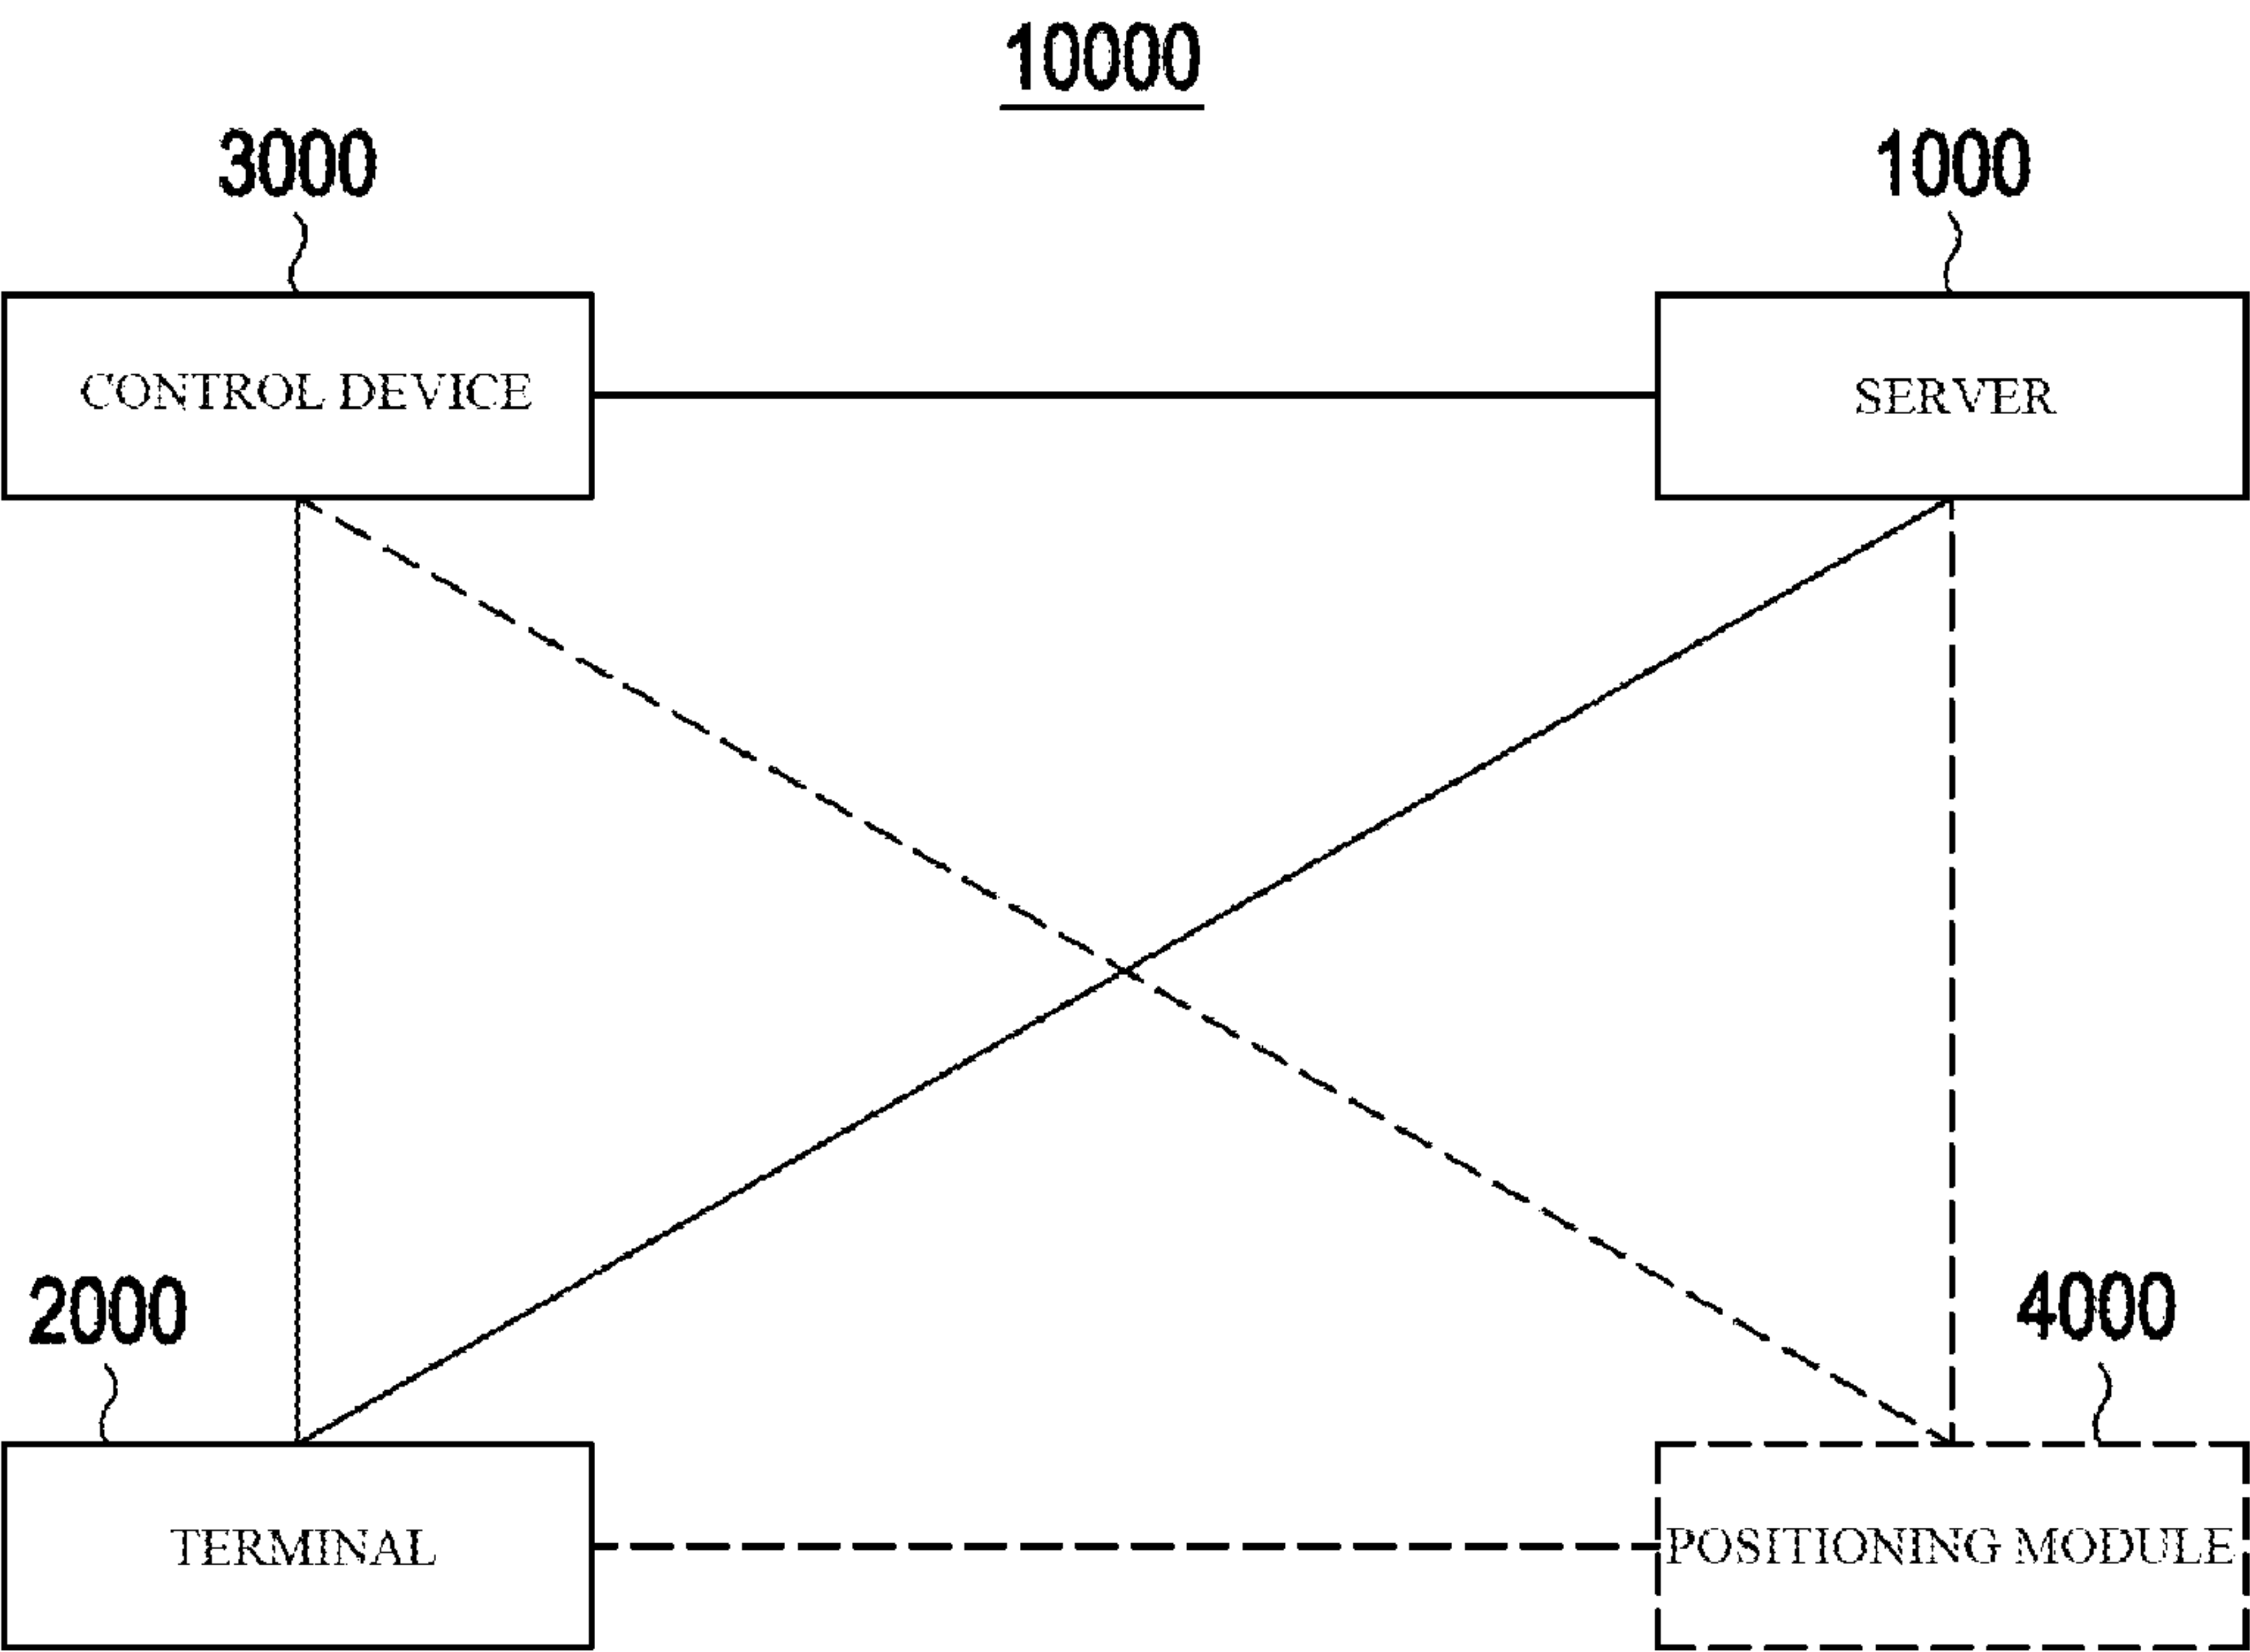 10000
3000
1000
CONTROL DEVICE
SERVER
2000
4000
TERMINAL
POSITIONING MODULE